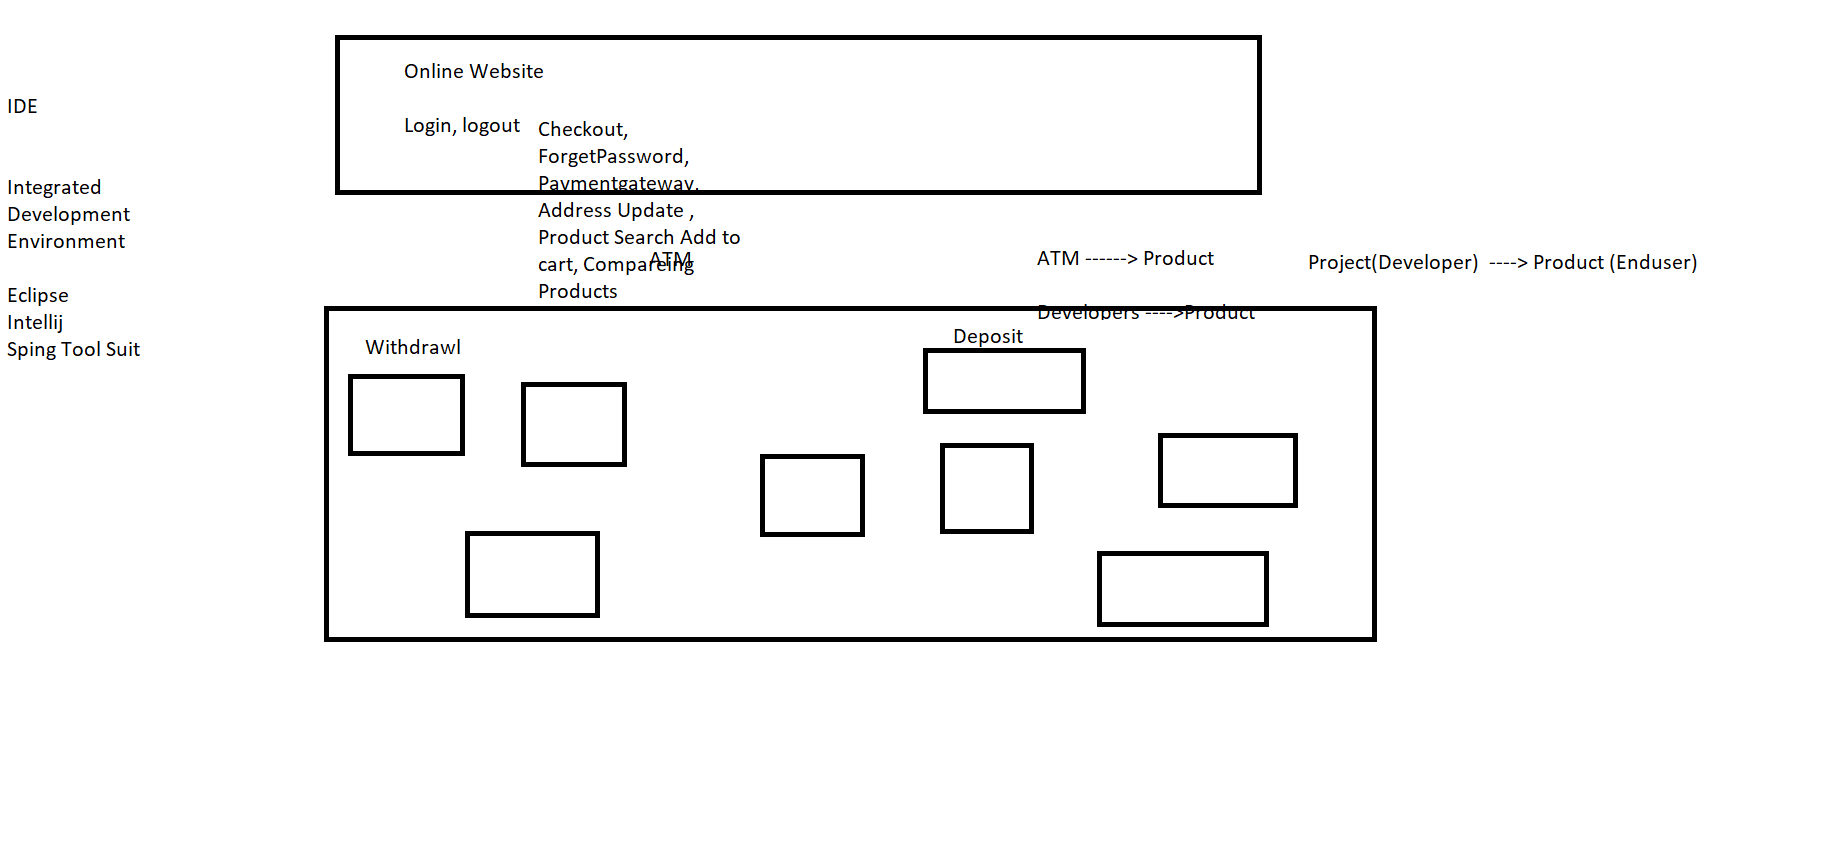 Online Website
IDE
Login, logout
Checkout,
ForgetPassword,
Paymentgateway,
Address Update ,
Product Search Add to
cart, Compareing
Products
Integrated
Development
Environment
Eclipse
Intellij
Sping Tool Suit
ATM
ATM ------> Product
Developers ---->Product
Project(Developer)  ----> Product (Enduser)
Withdrawl
Deposit